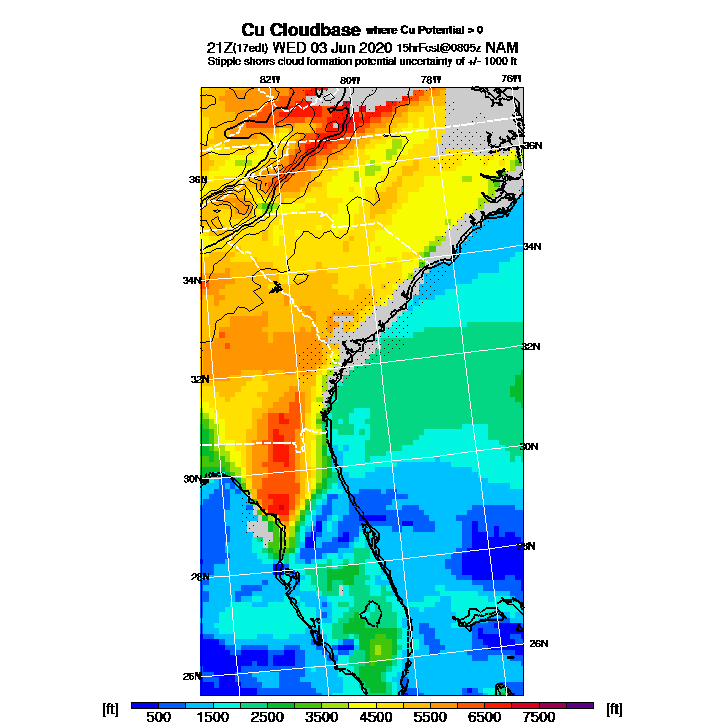 Cu Cloudbase where Cu Potential > 0
21Z(17edt) WED 03 Jun 2020 15hrFcst@0805z NAM
Stipple shows cloud formation potential uncertainty of +/- 1000 ft
82W 80W 78W 76W
36N
36N
34N
34N
32N
32N
30N
30N
28N
28N
26N
26N
[ft] 500 1500 2500 3500 4500 5500 6500 7500 [ft]